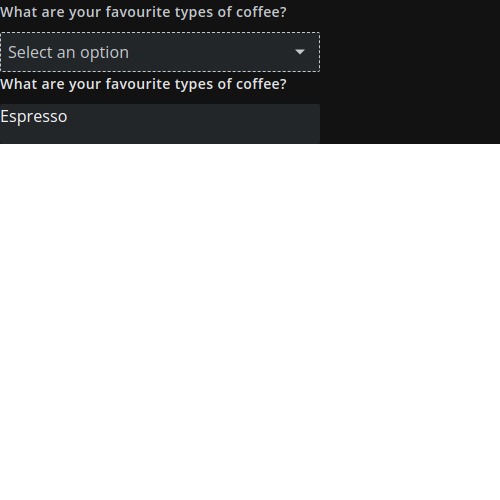 What are your favourite types of coffee?
Select an option
What are your favourite types of coffee?
Espresso